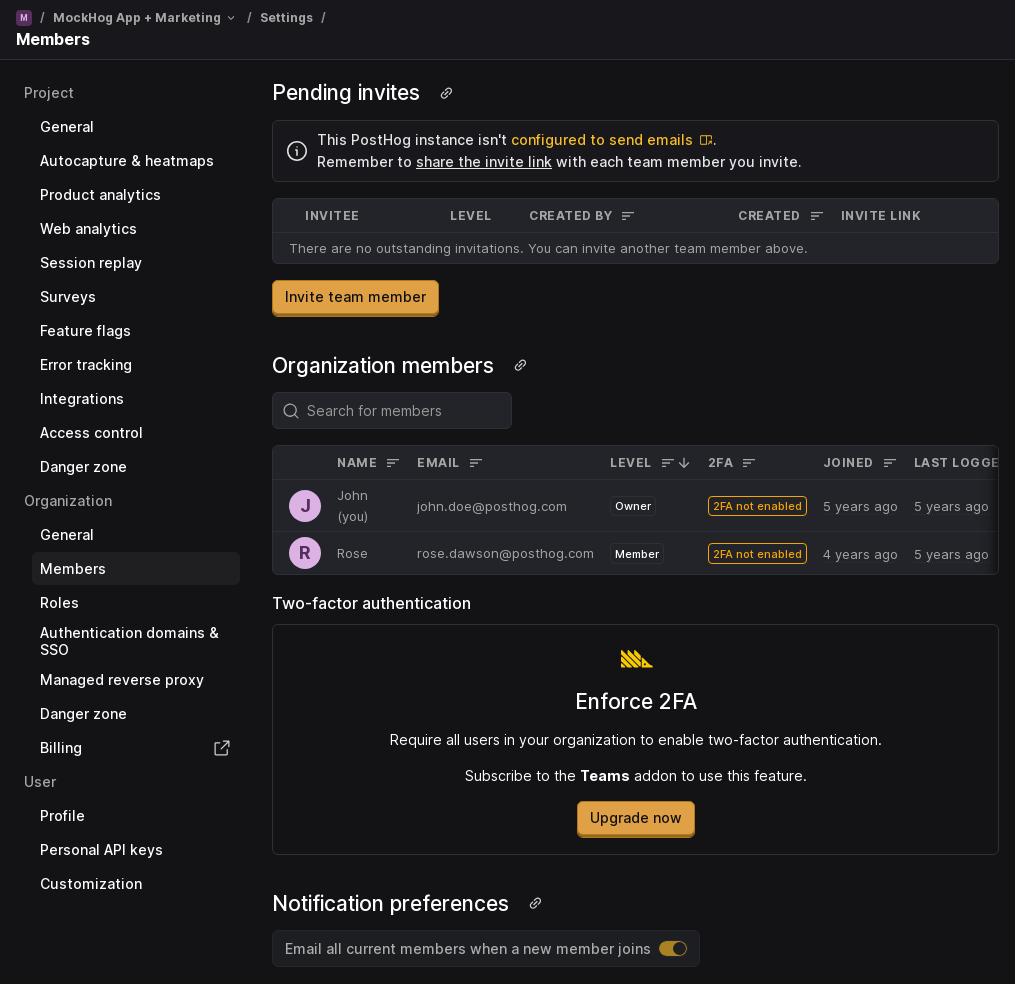 M / MockHog App + Marketing / Settings /
Members
Project
General
Autocapture & heatmaps
Product analytics
Web analytics
Session replay
Surveys
Feature flags
Error tracking
Integrations
Access control
Danger zone
Organization
General
Members
Roles
Authentication domains &
SSO
Managed reverse proxy
Danger zone
Billing
User
Profile
Personal API keys
Customization
Pending invites
This PostHog instance isn't configured to send emails.
Remember to share the invite link with each team member you invite.
INVITEE LEVEL CREATED BY CREATED INVITE LINK
There are no outstanding invitations. You can invite another team member above.
Invite team member
Organization members
Search for members
NAME EMAIL LEVEL 2FA JOINED LAST LOGGE
J John (you) john.doe@posthog.com Owner 2FA not enabled 5 years ago 5 years ago
R Rose rose.dawson@posthog.com Member 2FA not enabled 4 years ago 5 years ago
Two-factor authentication
Enforce 2FA
Require all users in your organization to enable two-factor authentication.
Subscribe to the Teams addon to use this feature.
Upgrade now
Notification preferences
Email all current members when a new member joins